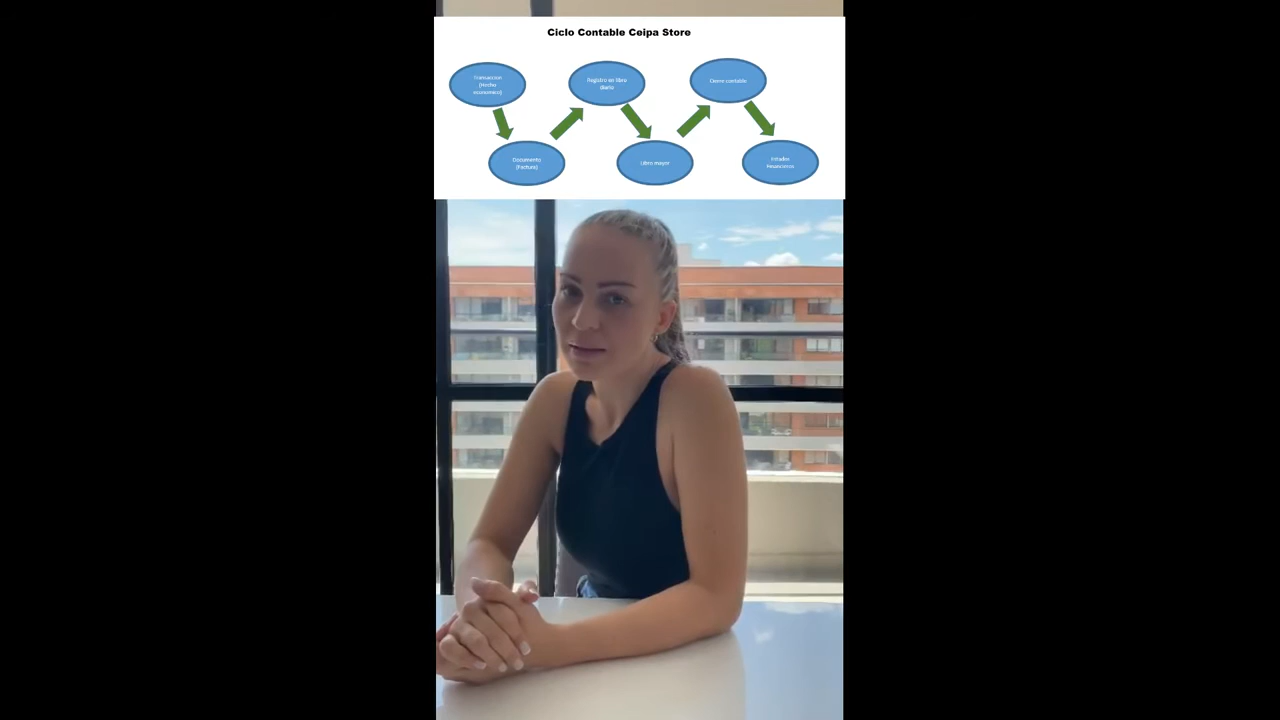 Ciclo Contable Ceipa Store
Transaccion
(Hecho
economico)
Documento
(Factura)
Registro en libro
diario
Libro mayor
Cierre contable
Estados
Financieros